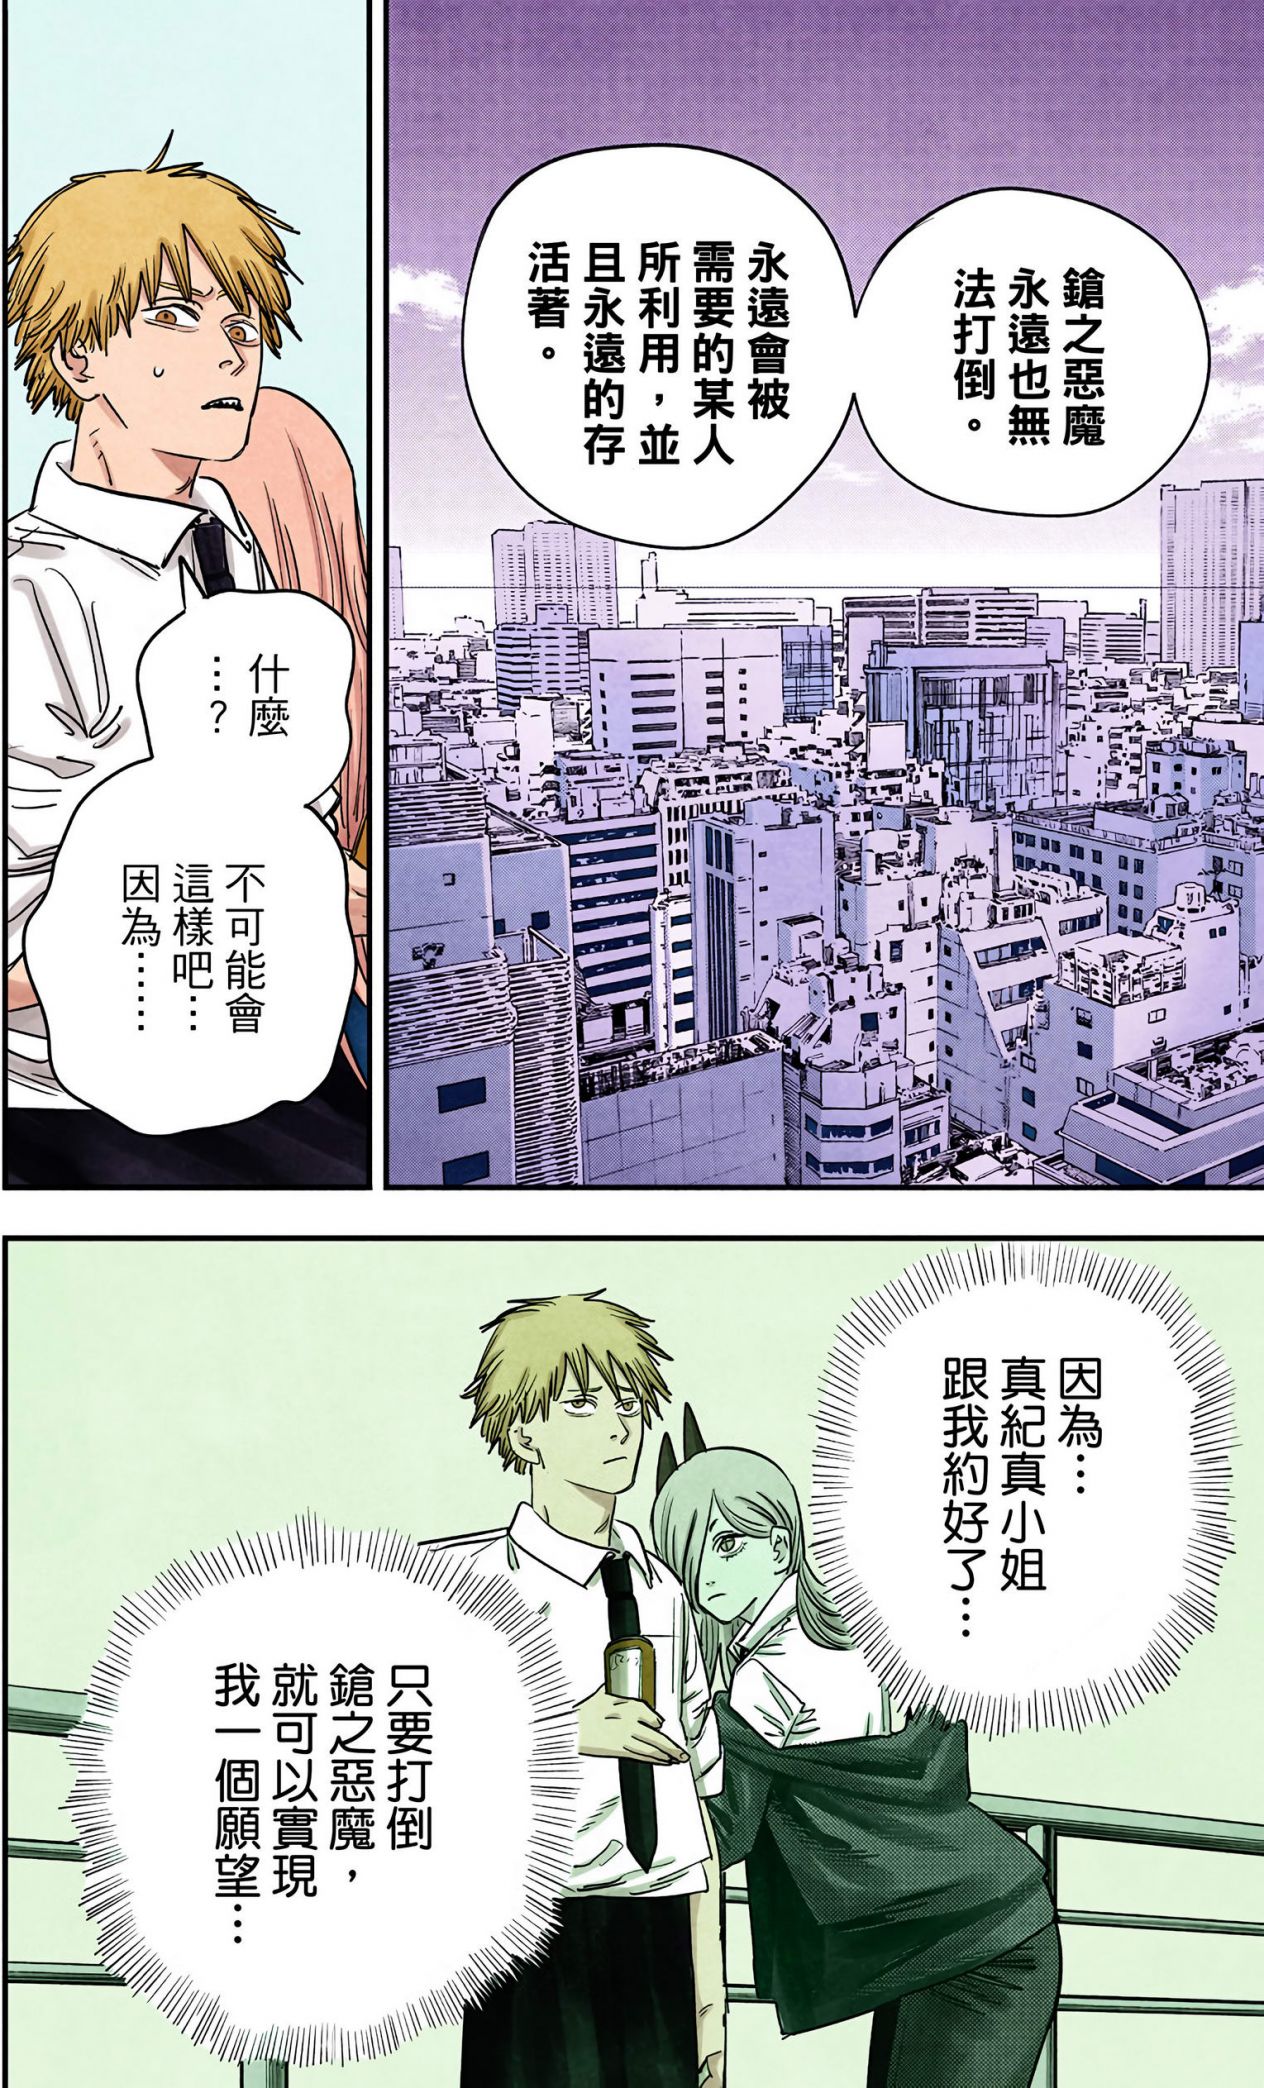 鎗之惡魔
永遠也無
法打倒。
永遠會被
需要的某人
所利用，並
且永遠的存
活著。
什麼
…?
不可能會
這樣吧…
因為……
因為…
真紀真小姐
跟我約好了…
只要打倒
鎗之惡魔，
就可以實現
我一個願望…